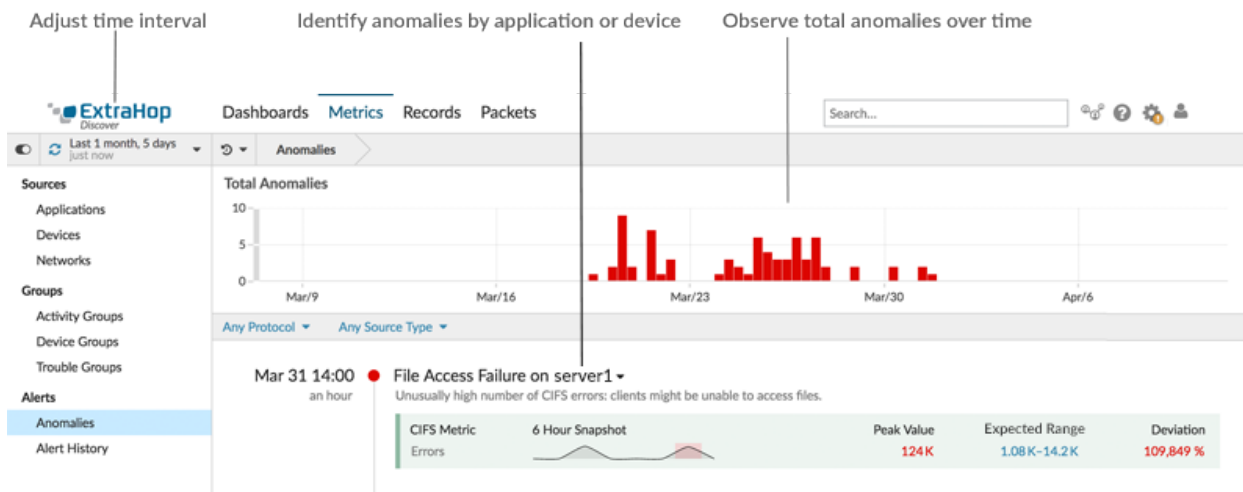 Adjust time interval Identify anomalies by application or device Observe total anomalies over time
ExtraHop Discover Dashboards Metrics Records Packets Search...
Last 1 month, 5 days
just now
Anomalies
Sources
Applications
Devices
Networks
Groups
Activity Groups
Device Groups
Trouble Groups
Alerts
Anomalies
Alert History
Total Anomalies
10
5
0
Mar/9 Mar/16 Mar/23 Mar/30 Apr/6
Any Protocol Any Source Type
Mar 31 14:00 File Access Failure on server1
an hour Unusually high number of CIFS errors: clients might be unable to access files.
CIFS Metric 6 Hour Snapshot Peak Value Expected Range Deviation
Errors 124 K 1.08 K–14.2 K 109,849 %